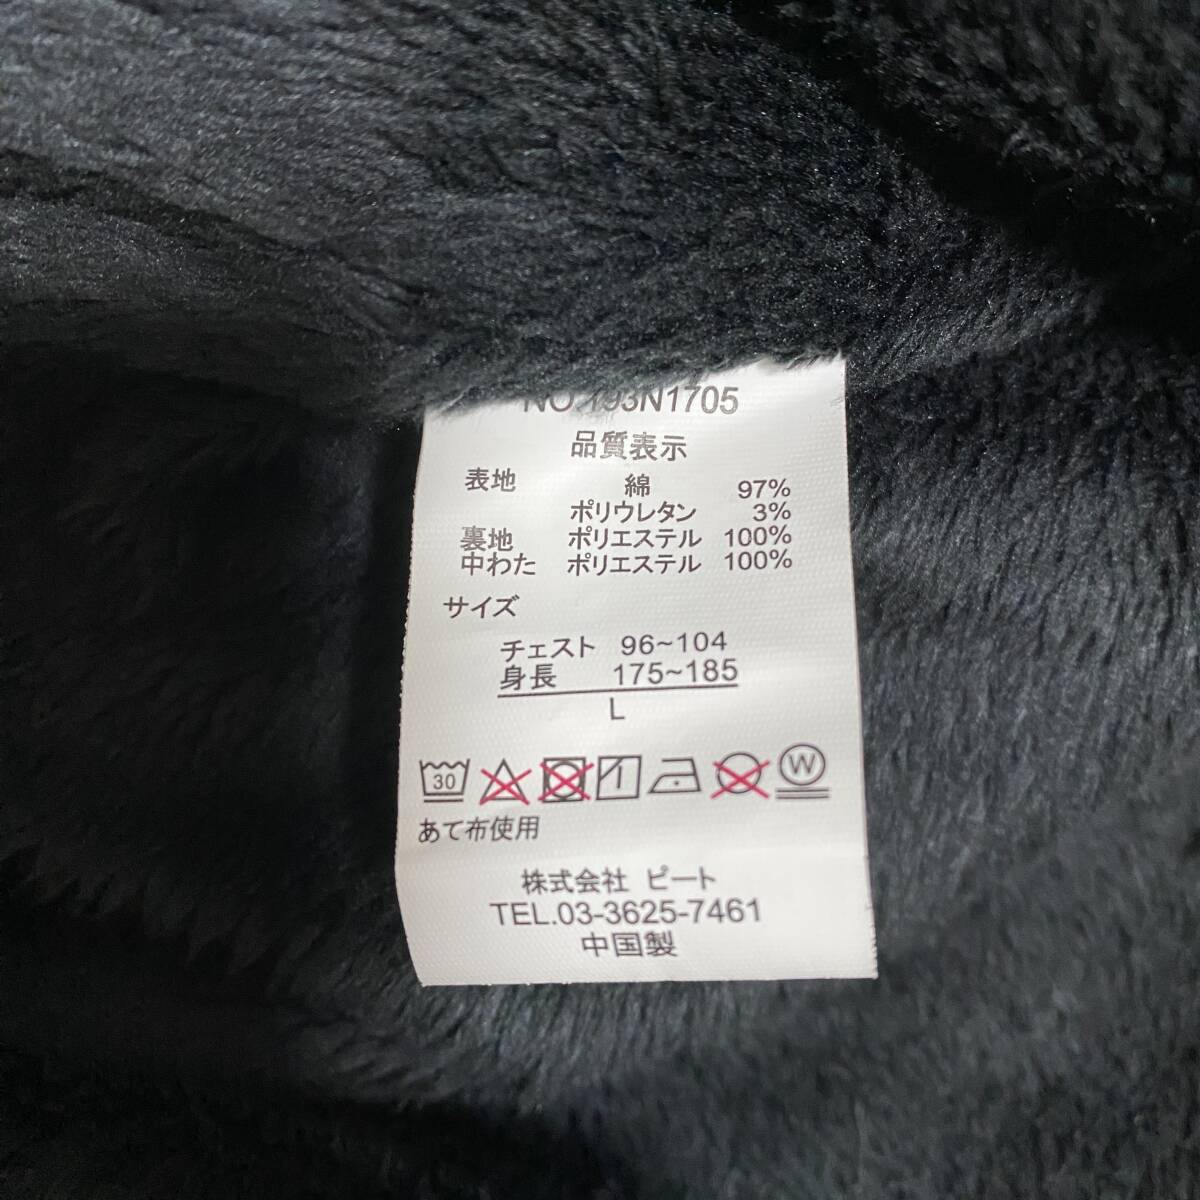 NO.193N1705
品質表示
表地 綿 97%
ポリウレタン 3%
裏地 ポリエステル 100%
中わた ポリエステル 100%
サイズ
チェスト 96~104
身長 175~185
L
30 W
あて布使用
株式会社 ピート
TEL.03-3625-7461
中国製